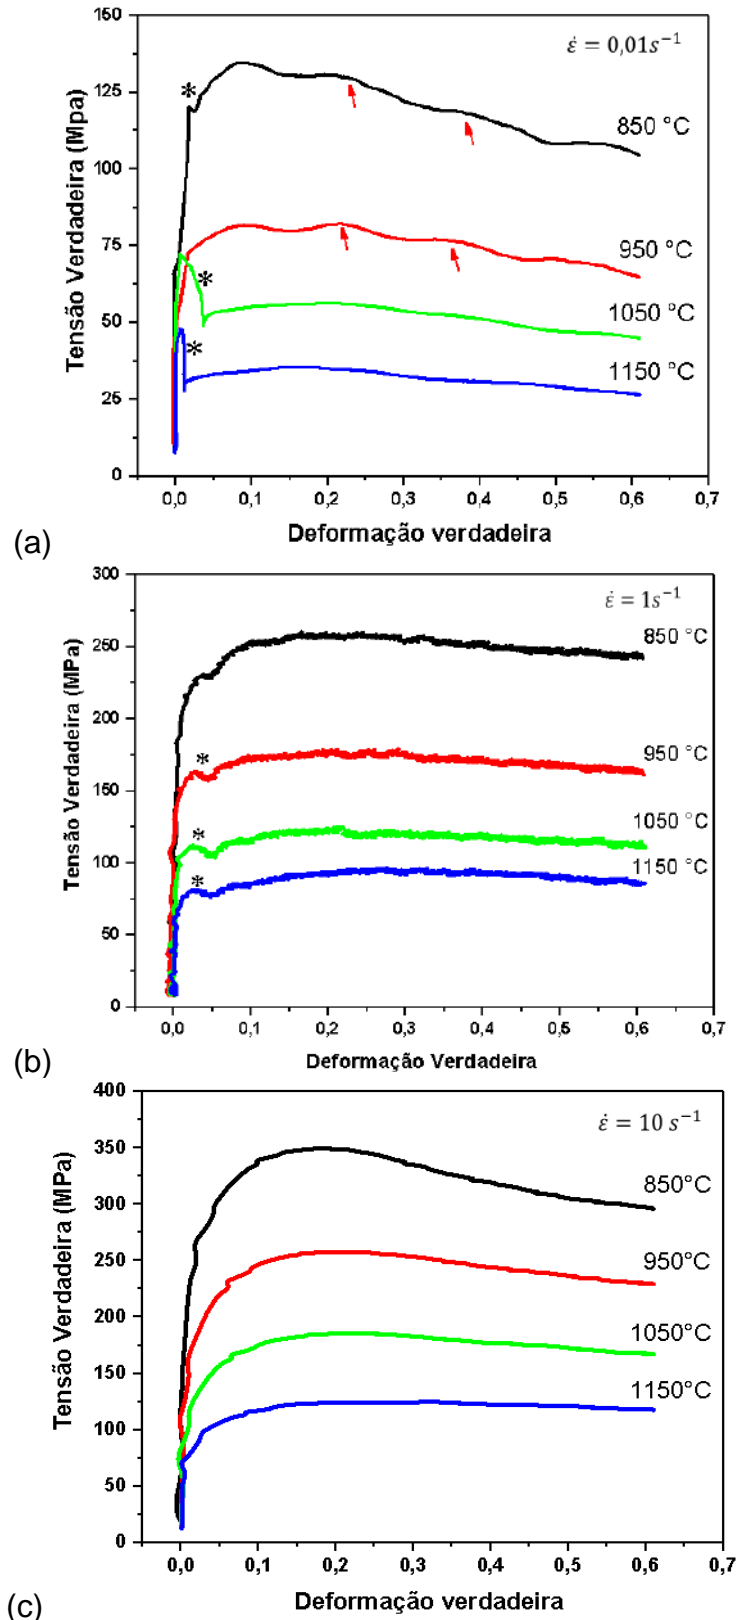 150
125
100
75
50
25
0
Tensão Verdadeira (Mpa)
ε̇ = 0,01s⁻¹
*
850 °C
950 °C
*
1050 °C
*
1150 °C
0,0 0,1 0,2 0,3 0,4 0,5 0,6 0,7
Deformação verdadeira
(a)
300
250
200
150
100
50
0
Tensão Verdadeira (MPa)
ε̇ = 1s⁻¹
850 °C
*
950 °C
*
1050 °C
*
1150 °C
0,0 0,1 0,2 0,3 0,4 0,5 0,6 0,7
Deformação Verdadeira
(b)
400
350
300
250
200
150
100
50
0
Tensão Verdadeira (MPa)
ε̇ = 10 s⁻¹
850°C
950°C
1050°C
1150°C
0,0 0,1 0,2 0,3 0,4 0,5 0,6 0,7
Deformação verdadeira
(c)